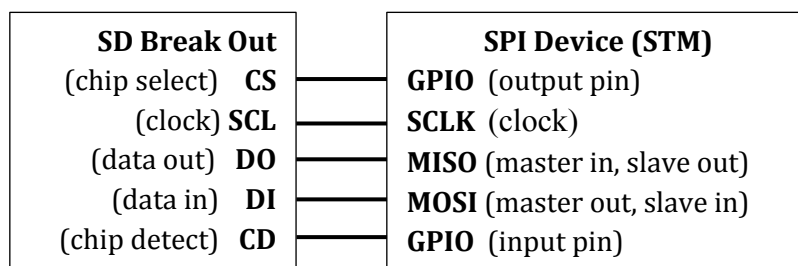 SD Break Out
(chip select) CS
(clock) SCL
(data out) DO
(data in) DI
(chip detect) CD
SPI Device (STM)
GPIO (output pin)
SCLK (clock)
MISO (master in, slave out)
MOSI (master out, slave in)
GPIO (input pin)